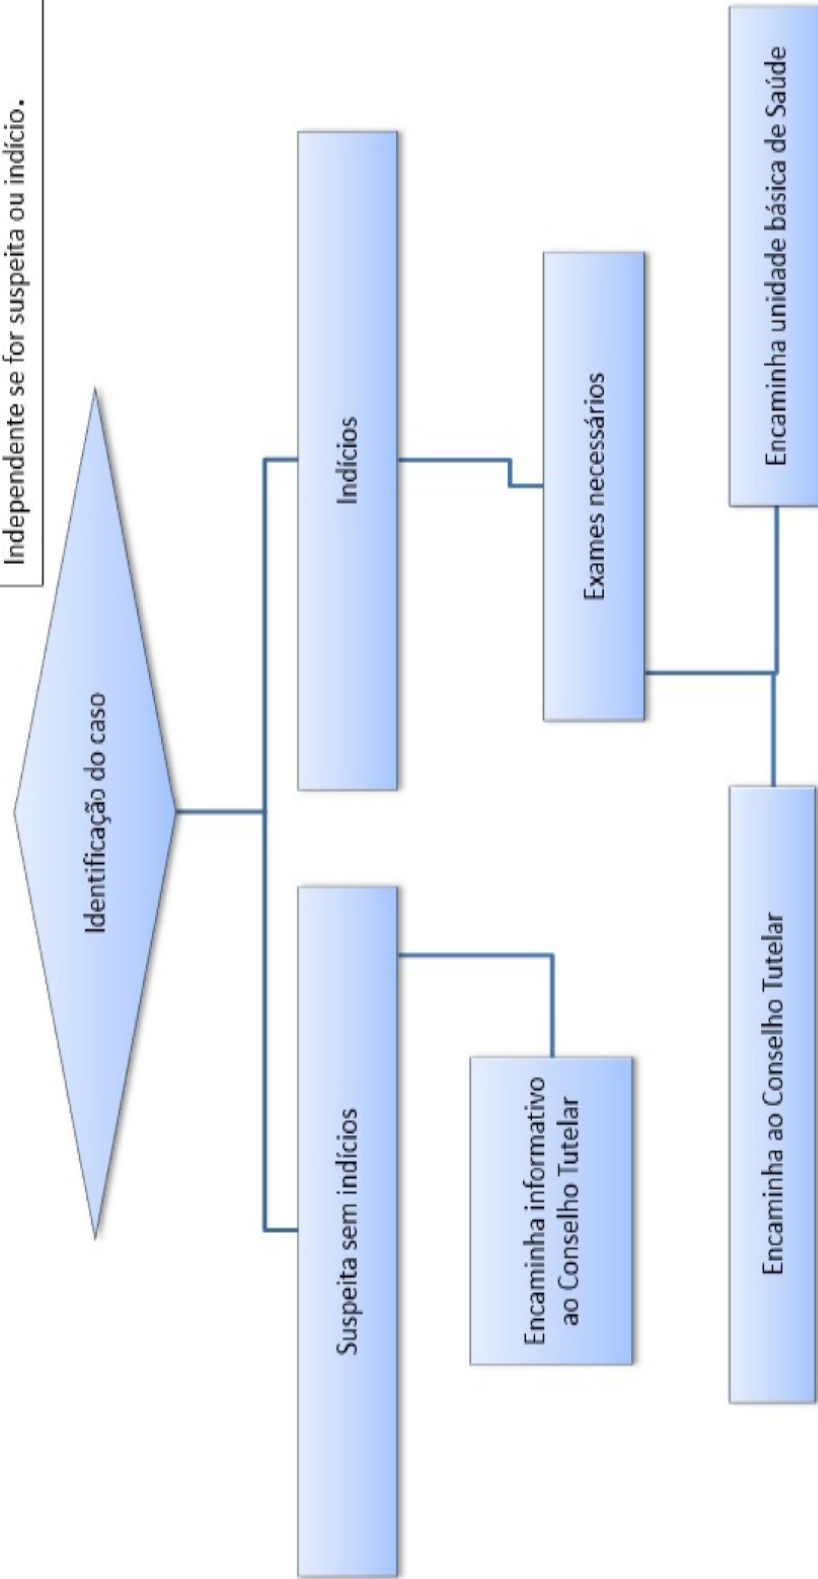 Independente se for suspeita ou indício.
Identificação do caso
Suspeita sem indícios
Indícios
Encaminha informativo
ao Conselho Tutelar
Exames necessários
Encaminha ao Conselho Tutelar
Encaminha unidade básica de Saúde